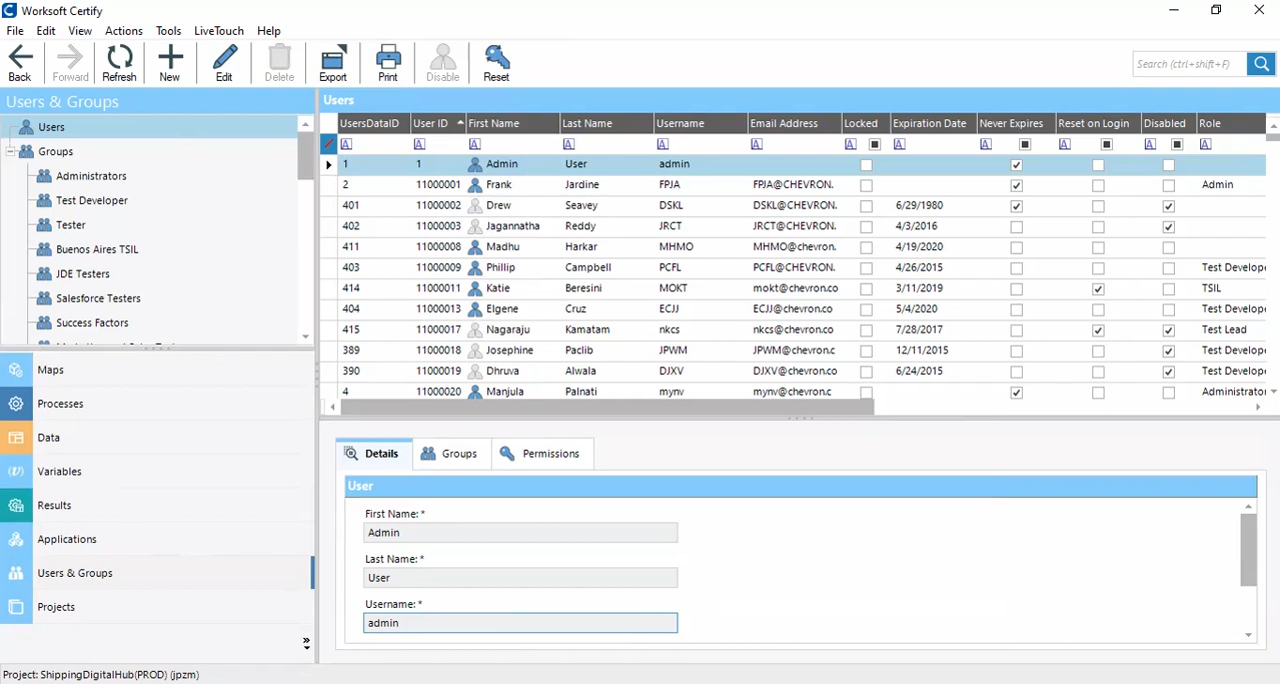 Worksoft Certify
File Edit View Actions Tools LiveTouch Help
Back Forward Refresh New Edit Delete Export Print Disable Reset
Search (ctrl+shift+F)
Users & Groups
Users
Groups
Administrators
Test Developer
Tester
Buenos Aires TSIL
JDE Testers
Salesforce Testers
Success Factors
Maps
Processes
Data
Variables
Results
Applications
Users & Groups
Projects
Users
UsersDataID User ID First Name Last Name Username Email Address Locked Expiration Date Never Expires Reset on Login Disabled Role
1 1 Admin User admin
2 11000001 Frank Jardine FPJA FPJA@CHEVRON. Admin
401 11000002 Drew Seavey DSKL DSKL@CHEVRON. 6/29/1980
402 11000003 Jagannatha Reddy JRCT JRCT@CHEVRON. 4/3/2016
411 11000008 Madhu Harkar MHMO MHMO@chevron 4/19/2020
403 11000009 Phillip Campbell PCFL PCFL@CHEVRON. 4/26/2015 Test Develope
414 11000011 Katie Beresini MOKT mokt@chevron.co 3/11/2019 TSIL
404 11000013 Elgene Cruz ECJJ ECJJ@chevron.co 5/4/2020
415 11000017 Nagaraju Kamatam nkcs nkcs@chevron.co 7/28/2017 Test Lead
389 11000018 Josephine Paclib JPWM JPWM@chevron.c 12/11/2015 Test Develope
390 11000019 Dhruva Alwala DJXV DJXV@chevron.co 6/24/2015 Test Develope
4 11000020 Manjula Palnati mynv mynv@chevron.c Administrato
Details Groups Permissions
User
First Name: *
Admin
Last Name: *
User
Username: *
admin
Project: ShippingDigitalHub(PROD) (jpzm)